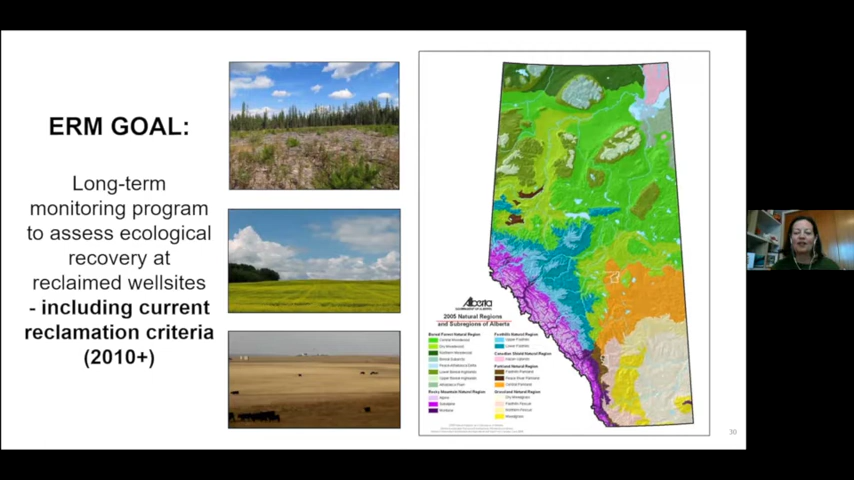 ERM GOAL:
Long-term
monitoring program
to assess ecological
recovery at
reclaimed wellsites
- including current
reclamation criteria
(2010+)
Alberta
2005 Natural Regions
and Subregions of Alberta
Boreal Forest Natural Region
Central Mixedwood
Dry Mixedwood
Northern Mixedwood
Boreal Subarctic
Peace-Athabasca Delta
Lower Boreal Highlands
Upper Boreal Highlands
Athabasca Plain
Rocky Mountain Natural Region
Alpine
Subalpine
Montane
Foothills Natural Region
Upper Foothills
Lower Foothills
Canadian Shield Natural Region
Kazan Uplands
Parkland Natural Region
Foothills Parkland
Peace River Parkland
Central Parkland
Grassland Natural Region
Dry Mixedgrass
Foothills Fescue
Northern Fescue
Mixedgrass
30